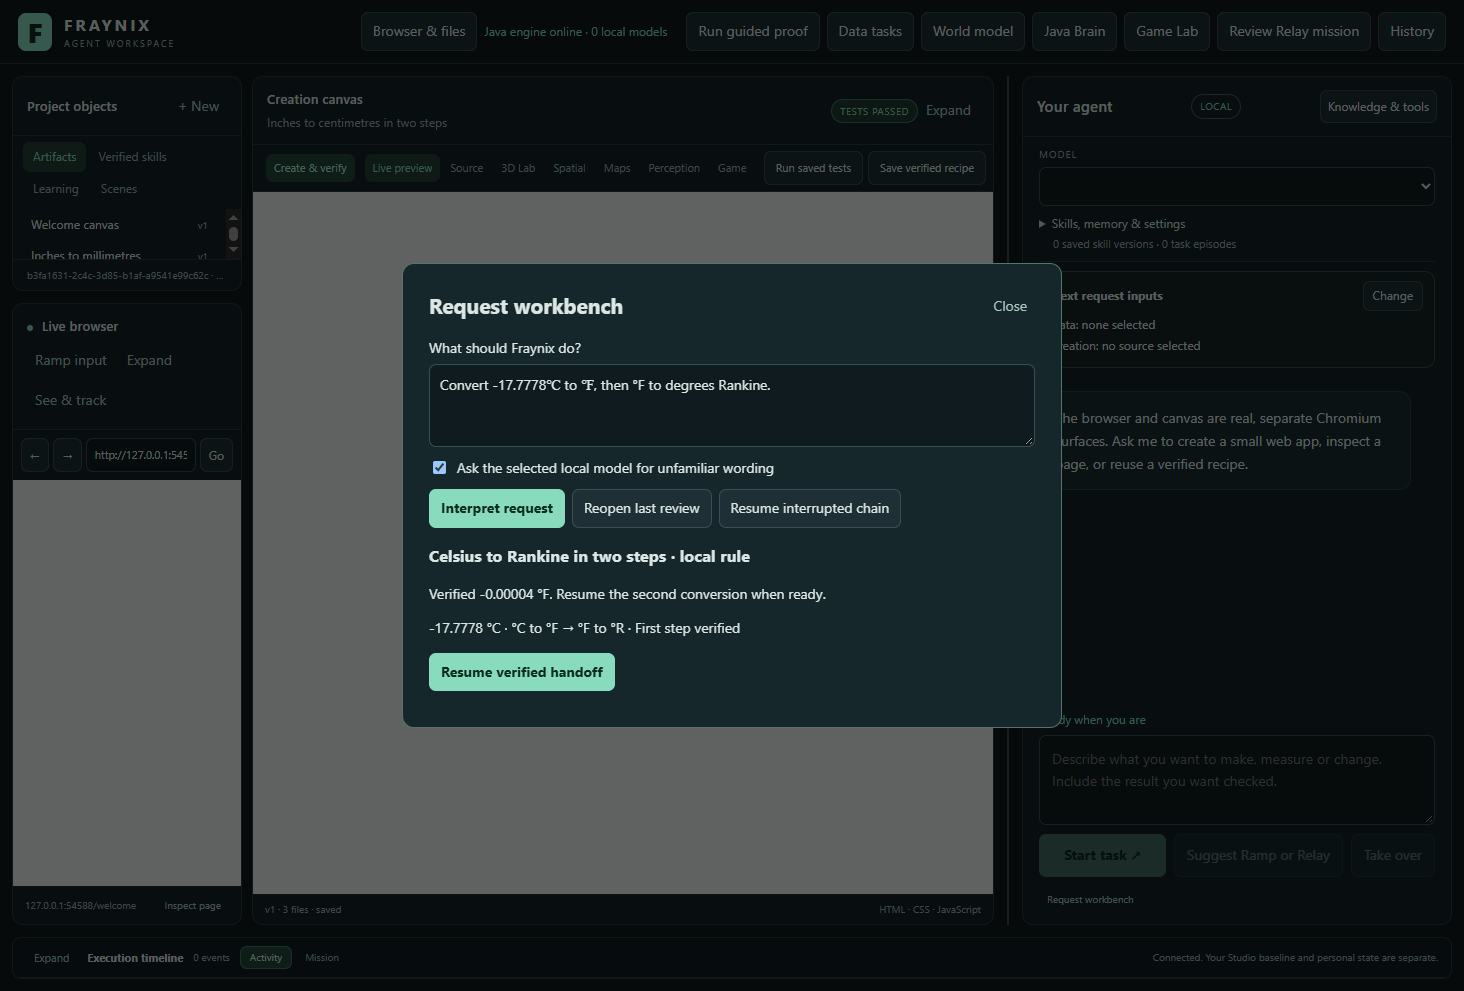 F
FRAYNIX
AGENT WORKSPACE
Browser & files
Java engine online · 0 local models
Run guided proof
Data tasks
World model
Java Brain
Game Lab
Review Relay mission
History
Project objects
+ New
Artifacts
Verified skills
Learning
Scenes
Welcome canvas
v1
Inches to millimetres
v1
b3fa1631-2c4c-3d85-b1af-a9541e99c62c · ...
Live browser
Ramp input
Expand
See & track
←
→
http://127.0.0.1:545
Go
127.0.0.1:54588/welcome
Inspect page
Creation canvas
Inches to centimetres in two steps
TESTS PASSED
Expand
Create & verify
Live preview
Source
3D Lab
Spatial
Maps
Perception
Game
Run saved tests
Save verified recipe
v1 · 3 files · saved
HTML · CSS · JavaScript
Request workbench
Close
What should Fraynix do?
Convert -17.7778°C to °F, then °F to degrees Rankine.
Ask the selected local model for unfamiliar wording
Interpret request
Reopen last review
Resume interrupted chain
Celsius to Rankine in two steps · local rule
Verified -0.00004 °F. Resume the second conversion when ready.
-17.7778 °C · °C to °F → °F to °R · First step verified
Resume verified handoff
Your agent
LOCAL
Knowledge & tools
MODEL
Skills, memory & settings
0 saved skill versions · 0 task episodes
ext request inputs
Change
ata: none selected
reation: no source selected
he browser and canvas are real, separate Chromium
urfaces. Ask me to create a small web app, inspect a
age, or reuse a verified recipe.
dy when you are
Describe what you want to make, measure or change.
Include the result you want checked.
Start task ↗
Suggest Ramp or Relay
Take over
Request workbench
Expand
Execution timeline
0 events
Activity
Mission
Connected. Your Studio baseline and personal state are separate.